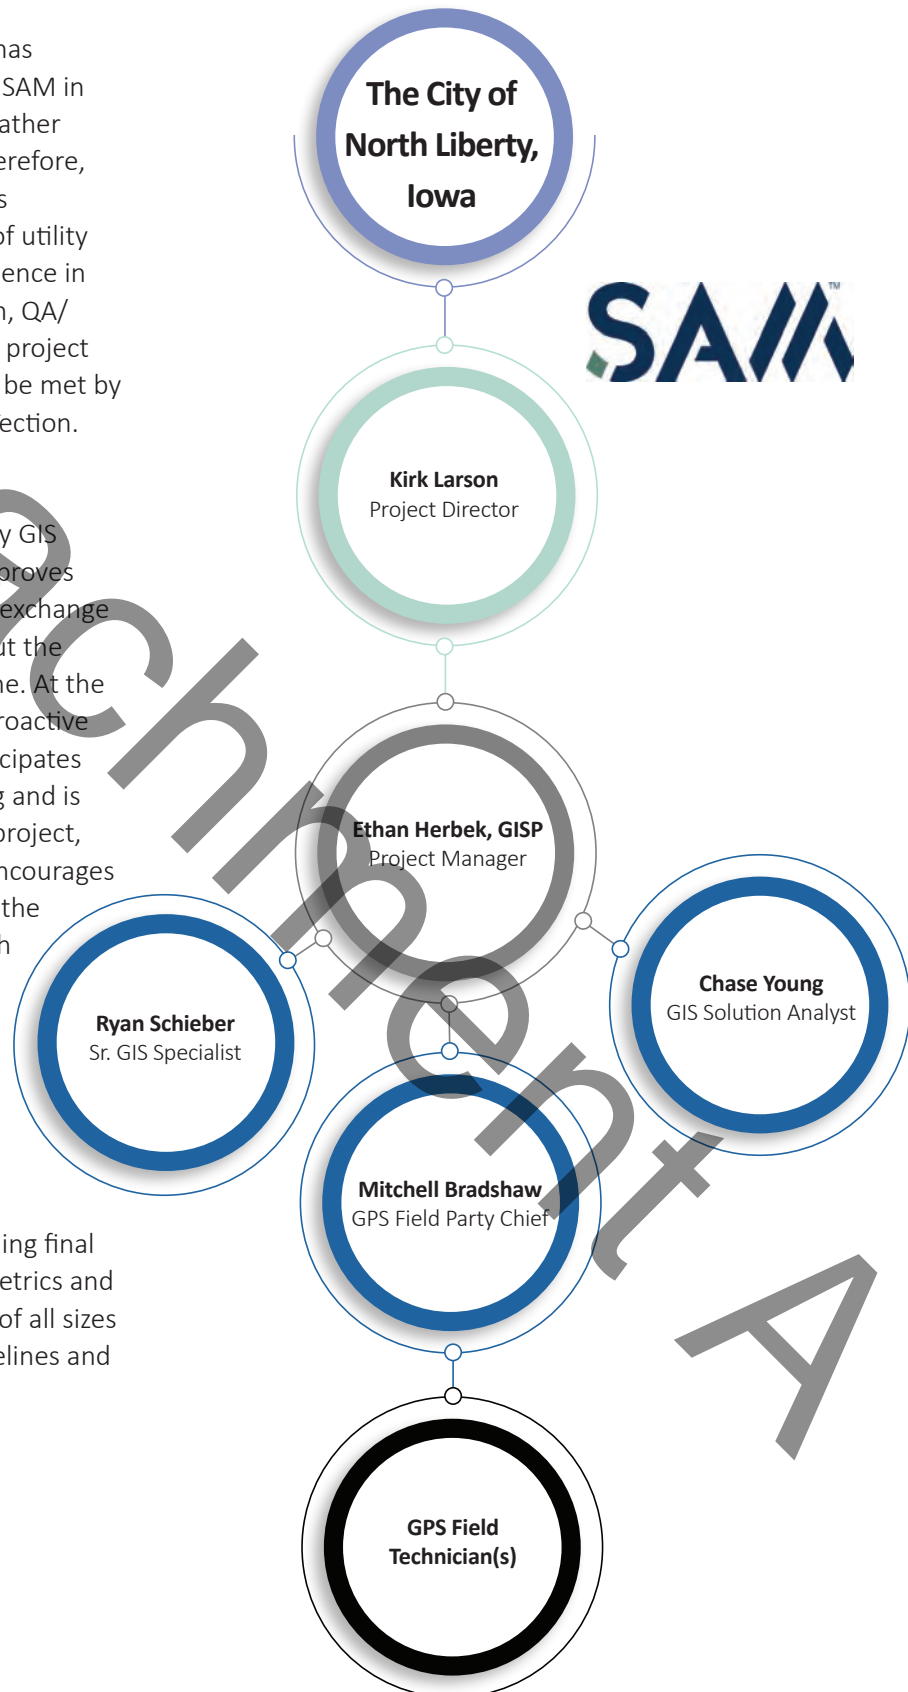 has
SAM in
ather
erefore,
s
of utility
ence in
n, QA/
project
be met by
fection.
y GIS
proves
exchange
ut the
ne. At the
roactive
cipates
g and is
project,
ncourages
the
h
ing final
etrics and
of all sizes
elines and
The City of
North Liberty,
Iowa
SAM™
Kirk Larson
Project Director
Ethan Herbek, GISP
Project Manager
Ryan Schieber
Sr. GIS Specialist
Chase Young
GIS Solution Analyst
Mitchell Bradshaw
GPS Field Party Chief
GPS Field
Technician(s)
achment A